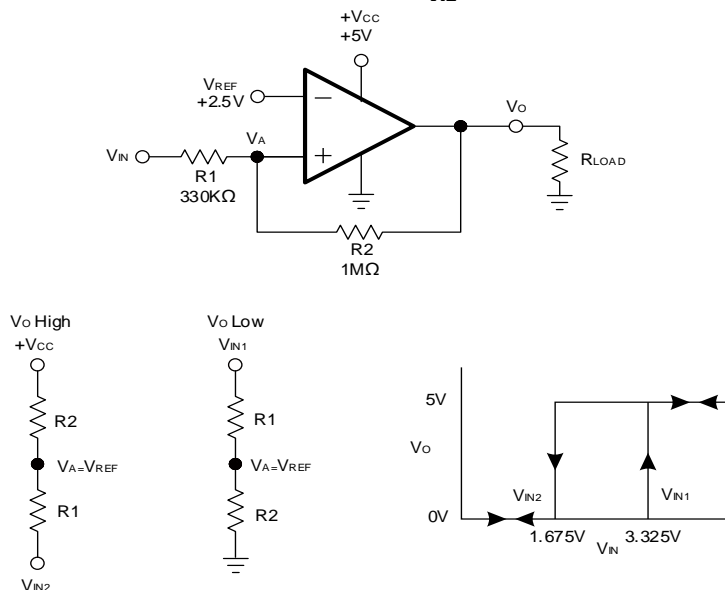 +VCC
+5V
VREF
+2.5V
VO
VIN
VA
RLOAD
R1
330KΩ
R2
1MΩ
VO High
+VCC
R2
VA=VREF
R1
VIN2
VO Low
VIN1
R1
VA=VREF
R2
5V
VO
0V
VIN2
VIN1
1.675V
3.325V
VIN